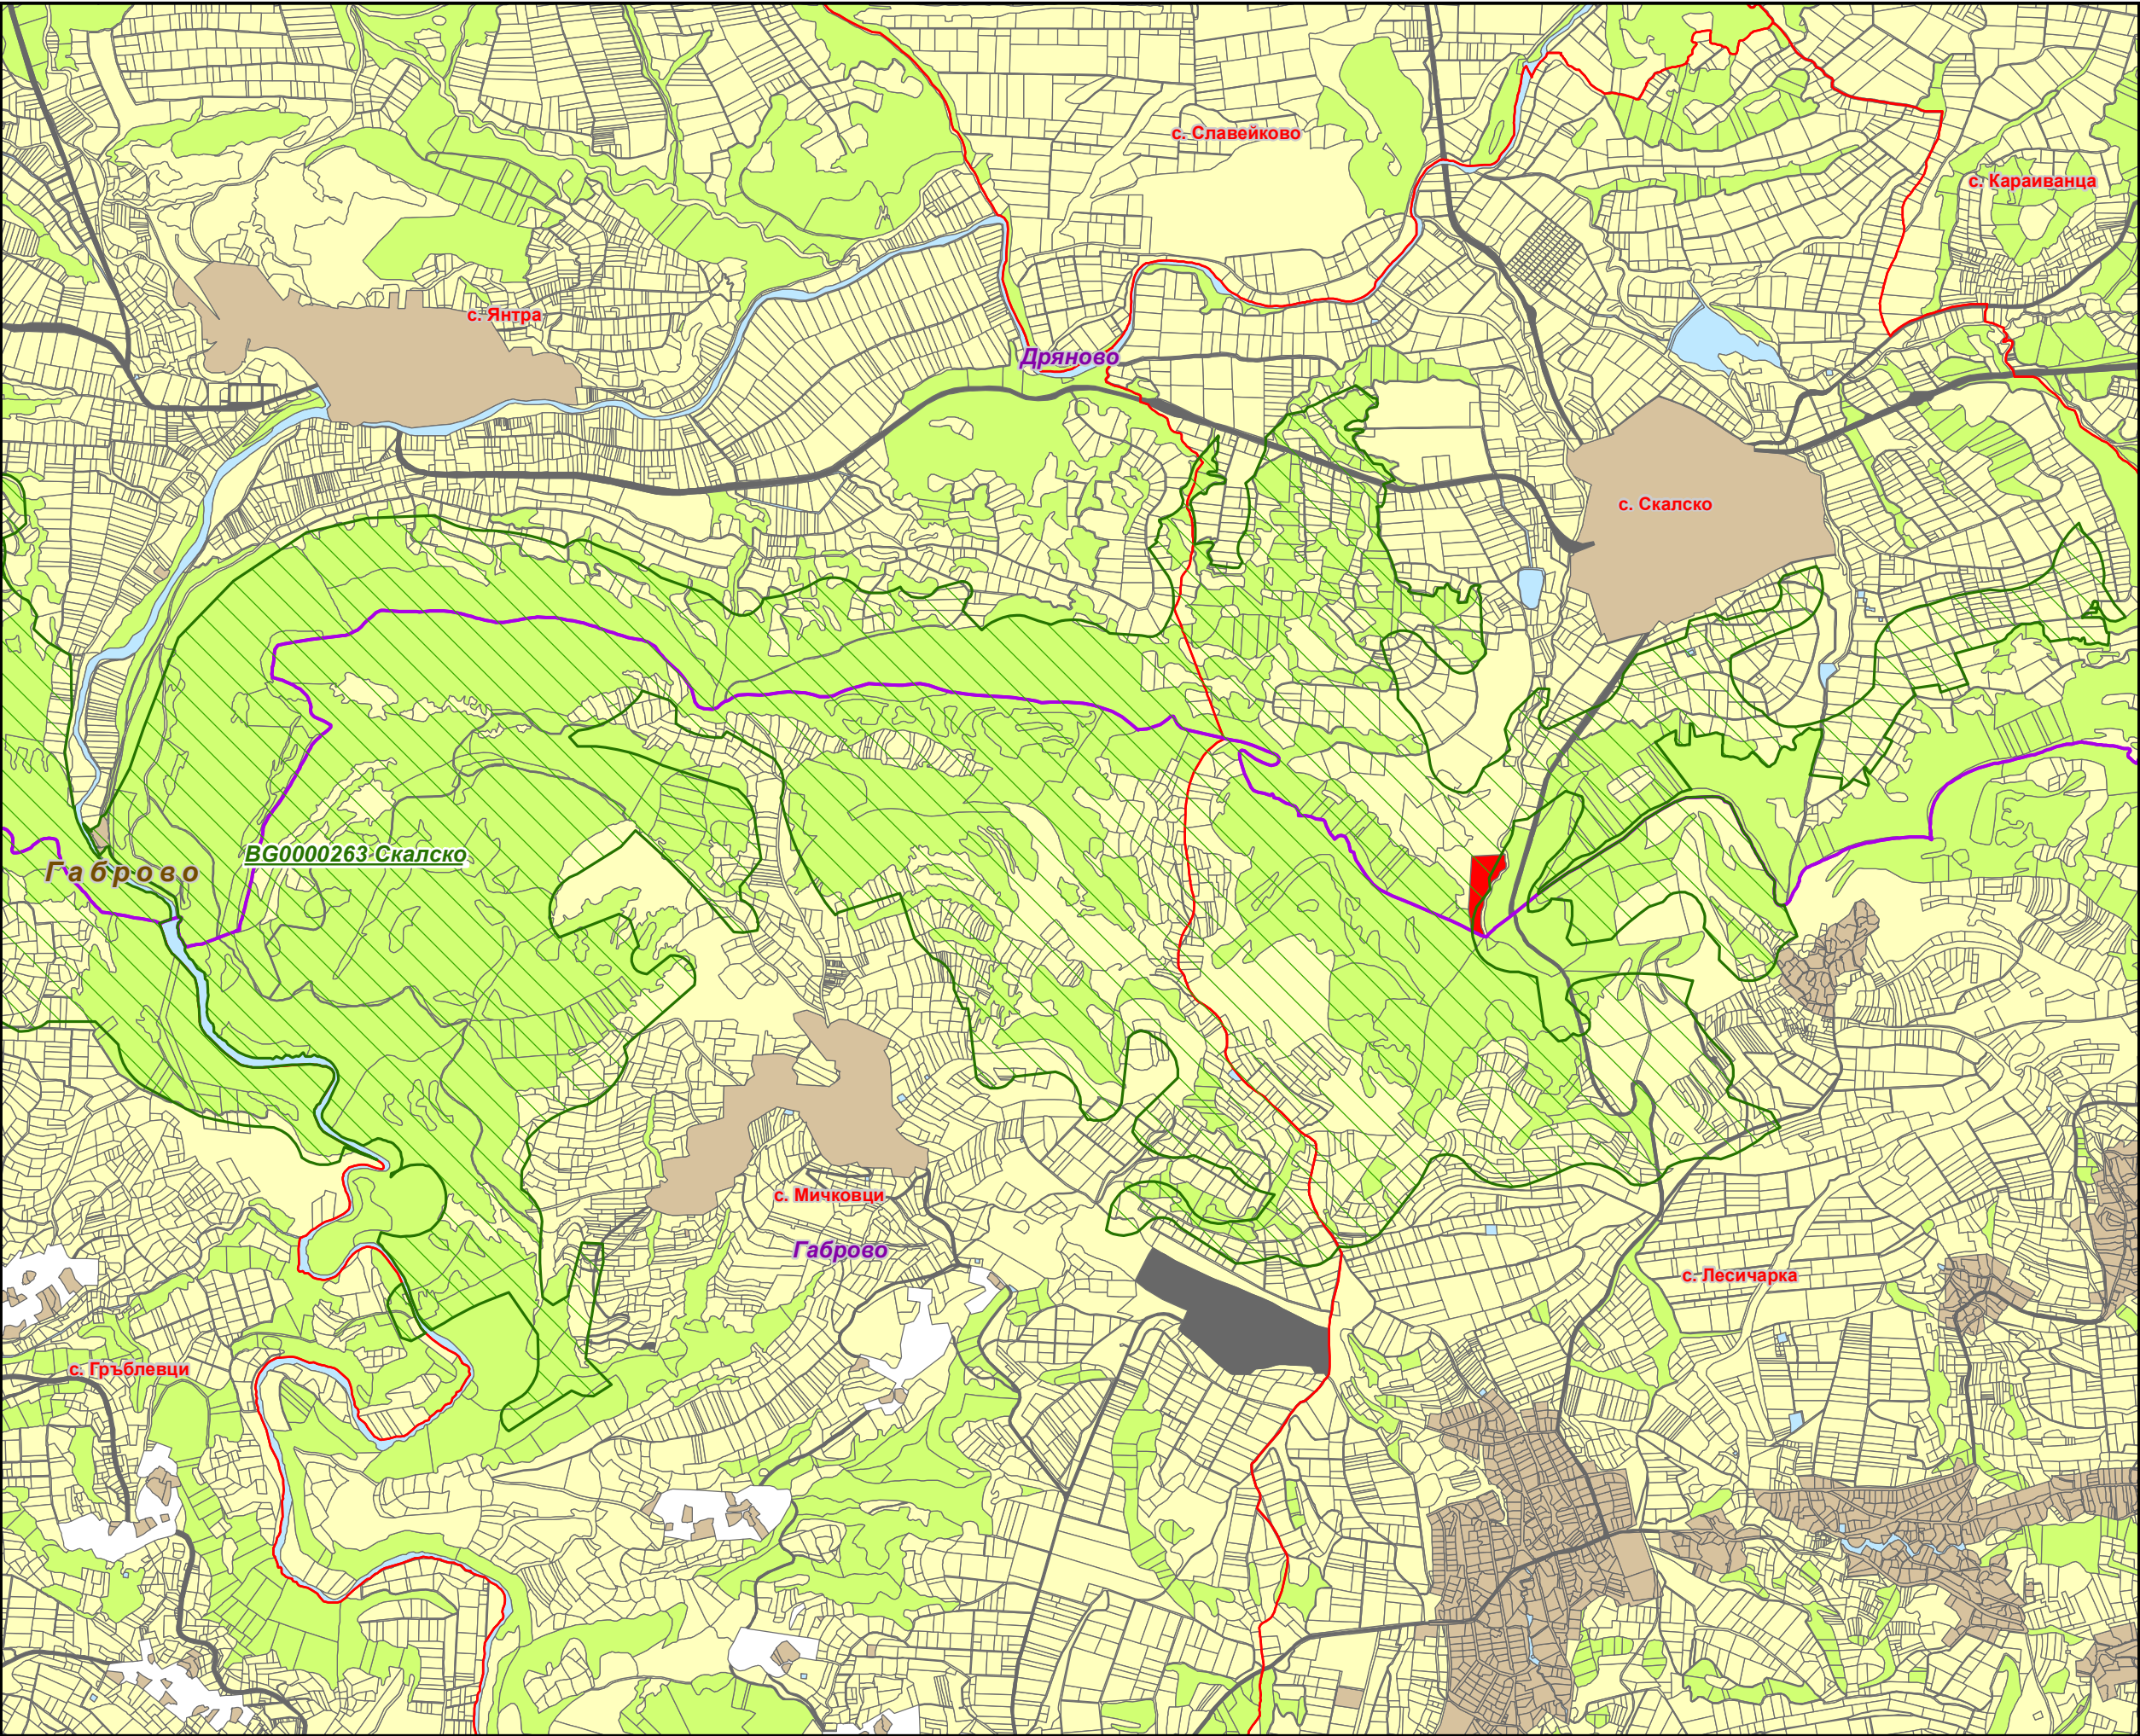 с. Славейково
с. Караиванца
с. Янтра
Дряново
с. Скалско
BG0000263 Скалско
Габрово
с. Мичковци
Габрово
с. Лесичарка
с. Гръблевци